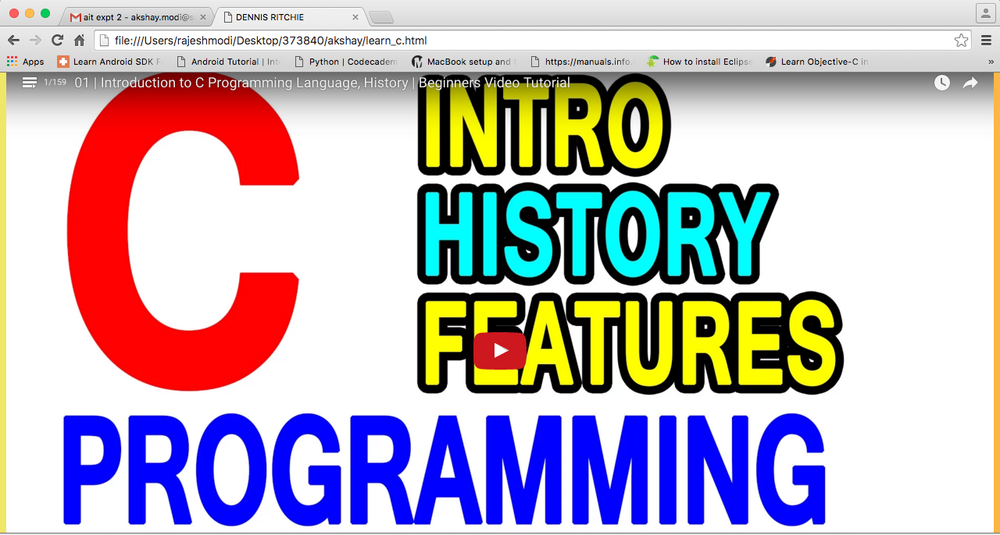 ait expt 2 - akshay.modi@s
DENNIS RITCHIE
file:///Users/rajeshmodi/Desktop/373840/akshay/learn_c.html
Apps Learn Android SDK F Android Tutorial | Int Python | Codecadem MacBook setup and t https://manuals.info. How to install Eclips Learn Objective-C in »
1/159 01 | Introduction to C Programming Language, History | Beginners Video Tutorial
C
INTRO
HISTORY
FEATURES
PROGRAMMING